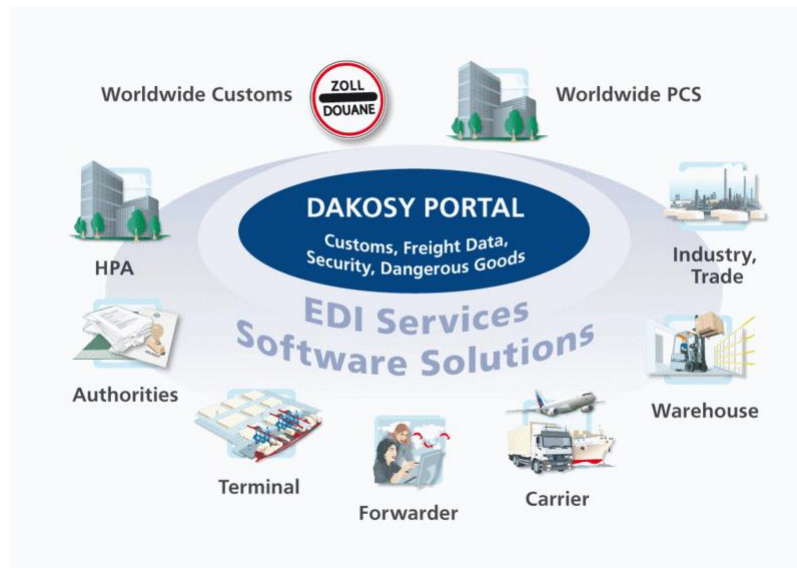 Worldwide Customs
ZOLL
DOUANE
Worldwide PCS
HPA
DAKOSY PORTAL
Customs, Freight Data,
Security, Dangerous Goods
Industry,
Trade
EDI Services
Software Solutions
Authorities
Warehouse
Terminal
Forwarder
Carrier